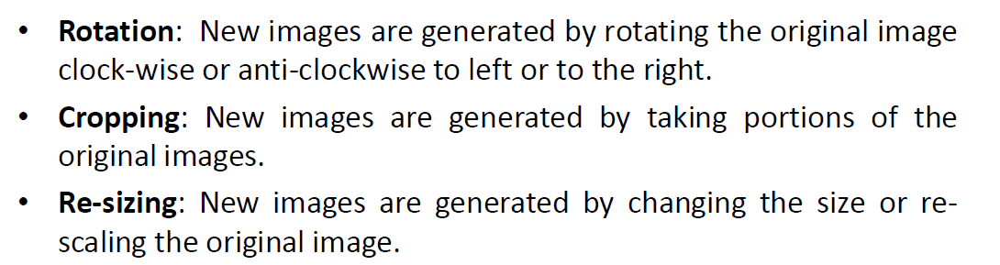 • Rotation: New images are generated by rotating the original image
clock-wise or anti-clockwise to left or to the right.
• Cropping: New images are generated by taking portions of the
original images.
• Re-sizing: New images are generated by changing the size or re-
scaling the original image.